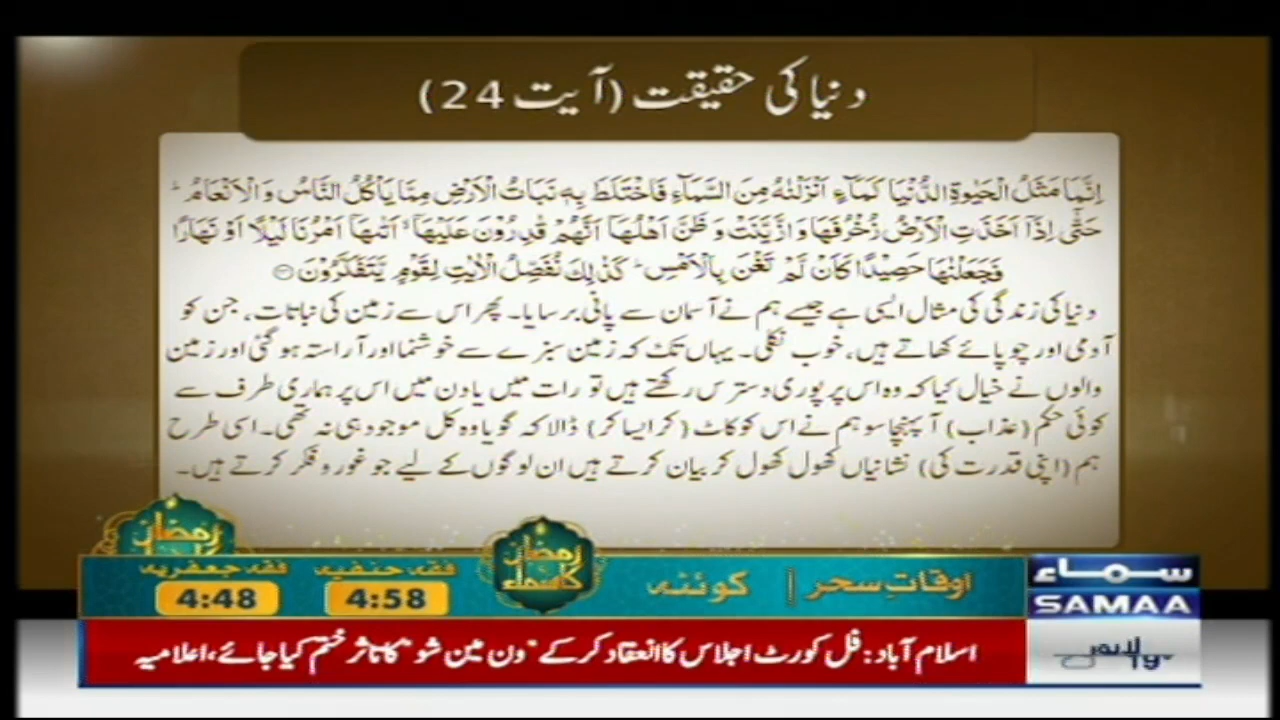 دنیا کی حقیقت (آیت 24)
اِنَّمَا مَثَلُ الْحَیٰوةِ الدُّنْیَا كَمَآءٍ اَنْزَلْنٰهُ مِنَ السَّمَآءِ فَاخْتَلَطَ بِهٖ نَبَاتُ الْاَرْضِ مِمَّا یَاْكُلُ النَّاسُ وَ الْاَنْعَامُؕ
حَتّٰۤی اِذَاۤ اَخَذَتِ الْاَرْضُ زُخْرُفَهَا وَ ازَّیَّنَتْ وَ ظَنَّ اَهْلُهَاۤ اَنَّهُمْ قٰدِرُوْنَ عَلَیْهَاۤۙ اَتٰىهَاۤ اَمْرُنَا لَیْلًا اَوْ نَهَارًا
فَجَعَلْنٰهَا حَصِیْدًا كَاَنْ لَّمْ تَغْنَ بِالْاَمْسِؕ كَذٰلِكَ نُفَصِّلُ الْاٰیٰتِ لِقَوْمٍ یَّتَفَكَّرُوْنَ
دنیا کی زندگی کی مثال ایسی ہے جیسے ہم نے آسمان سے پانی برسایا۔ پھر اس سے زمین کی نباتات، جن کو
آدمی اور چوپائے کھاتے ہیں، خوب نکلی۔ یہاں تک کہ زمین سبزے سے خوشنما اور آراستہ ہو گئی اور زمین
والوں نے خیال کیا کہ وہ اس پر پوری دسترس رکھتے ہیں تو رات میں یا دن میں اس پر ہماری طرف سے
کوئی حکم (عذاب) آ پہنچا سو ہم نے اس کو کاٹ (کر ایسا کر) ڈالا کہ گویا وہ کل موجود ہی نہ تھی۔ اسی طرح
ہم (اپنی قدرت کی) نشانیاں کھول کھول کر بیان کرتے ہیں ان لوگوں کے لیے جو غور و فکر کرتے ہیں۔
رمضان
رمضان کا سماء
اوقاتِ سحر | کوئٹہ
فقہ حنفیہ 4:58
فقہ جعفریہ 4:48
سماء
SAMAA
اسلام آباد: فل کورٹ اجلاس کا انعقاد کر کے "ون مین شو" کا تاثر ختم کیا جائے، اعلامیہ